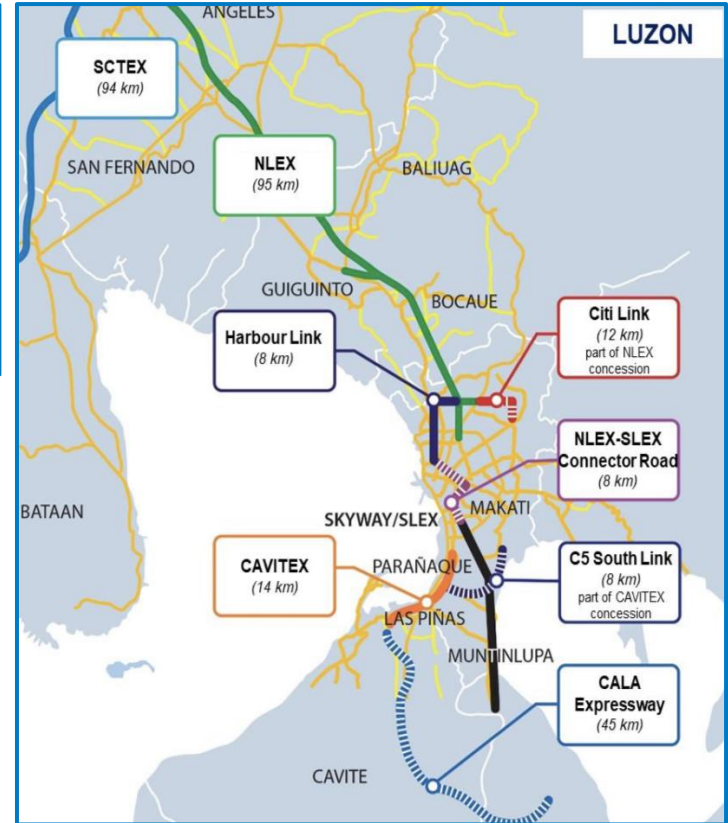 ANGELES
LUZON
SCTEX
(94 km)
SAN FERNANDO
NLEX
(95 km)
BALIUAG
GUIGUINTO
BOCAUE
Harbour Link
(8 km)
Citi Link
(12 km)
part of NLEX
concession
NLEX-SLEX
Connector Road
(8 km)
BATAAN
SKYWAY/SLEX
MAKATI
CAVITEX
(14 km)
PARAÑAQUE
C5 South Link
(8 km)
part of CAVITEX
concession
LAS PIÑAS
MUNTINLUPA
CALA
Expressway
(45 km)
CAVITE